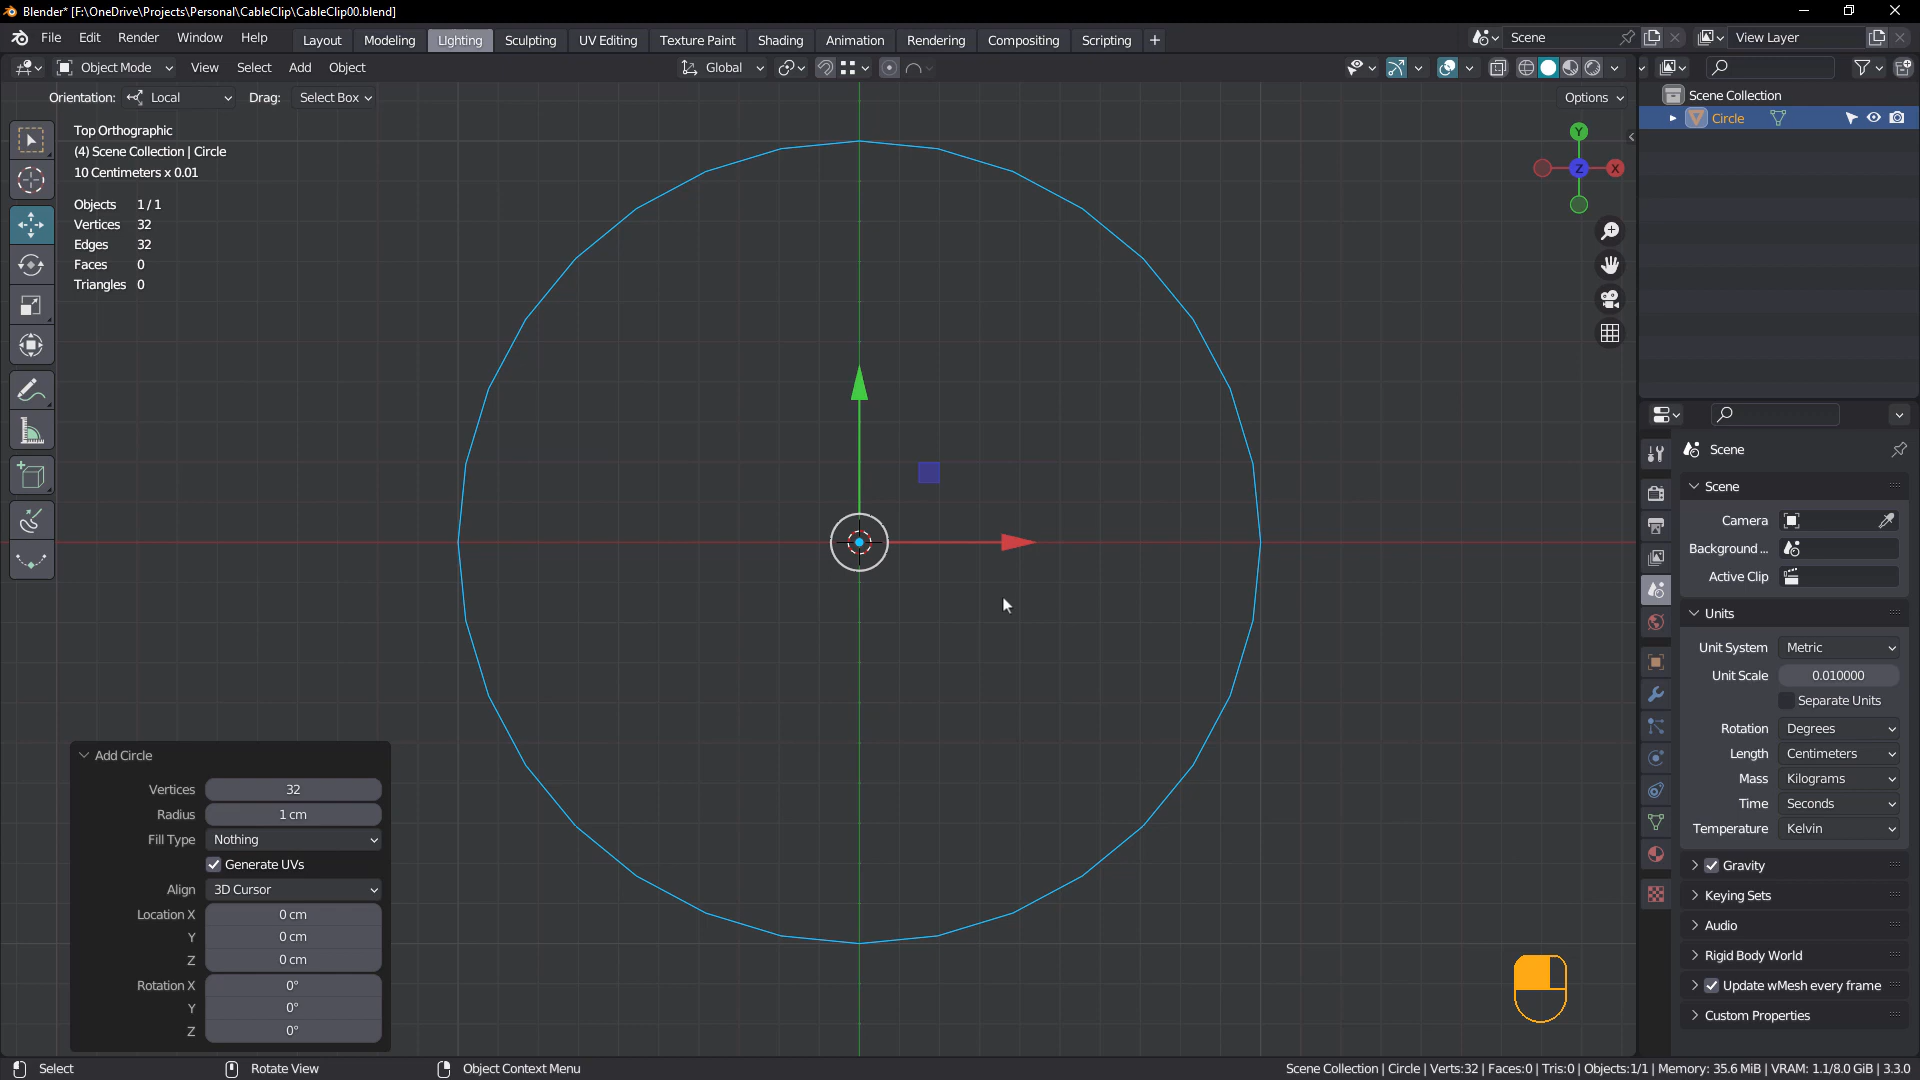 Blender* [F:\OneDrive\Projects\Personal\CableClip\CableClip00.blend]
File Edit Render Window Help Layout Modeling Lighting Sculpting UV Editing Texture Paint Shading Animation Rendering Compositing Scripting + Scene View Layer
Object Mode View Select Add Object Global
Orientation: Local Drag: Select Box Options
Top Orthographic
(4) Scene Collection | Circle
10 Centimeters x 0.01
Objects 1/1
Vertices 32
Edges 32
Faces 0
Triangles 0
Y
Z X
Scene Collection
Circle
Scene
Scene
Camera
Background ...
Active Clip
Units
Unit System Metric
Unit Scale 0.010000
Separate Units
Rotation Degrees
Length Centimeters
Mass Kilograms
Time Seconds
Temperature Kelvin
Gravity
Keying Sets
Audio
Rigid Body World
Update wMesh every frame
Custom Properties
Add Circle
Vertices 32
Radius 1 cm
Fill Type Nothing
Generate UVs
Align 3D Cursor
Location X 0 cm
Y 0 cm
Z 0 cm
Rotation X 0°
Y 0°
Z 0°
Select Rotate View Object Context Menu
Scene Collection | Circle | Verts:32 | Faces:0 | Tris:0 | Objects:1/1 | Memory: 35.6 MiB | VRAM: 1.1/8.0 GiB | 3.3.0